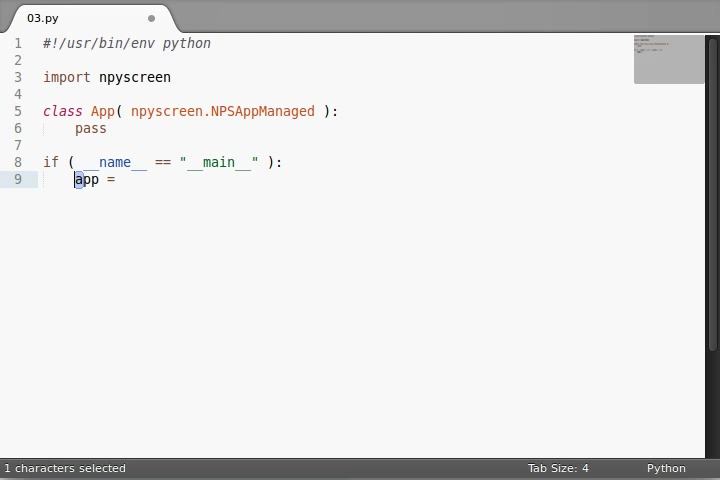 03.py
1 #!/usr/bin/env python
2
3 import npyscreen
4
5 class App( npyscreen.NPSAppManaged ):
6     pass
7
8 if ( __name__ == "__main__" ):
9     app =
1 characters selected Tab Size: 4 Python